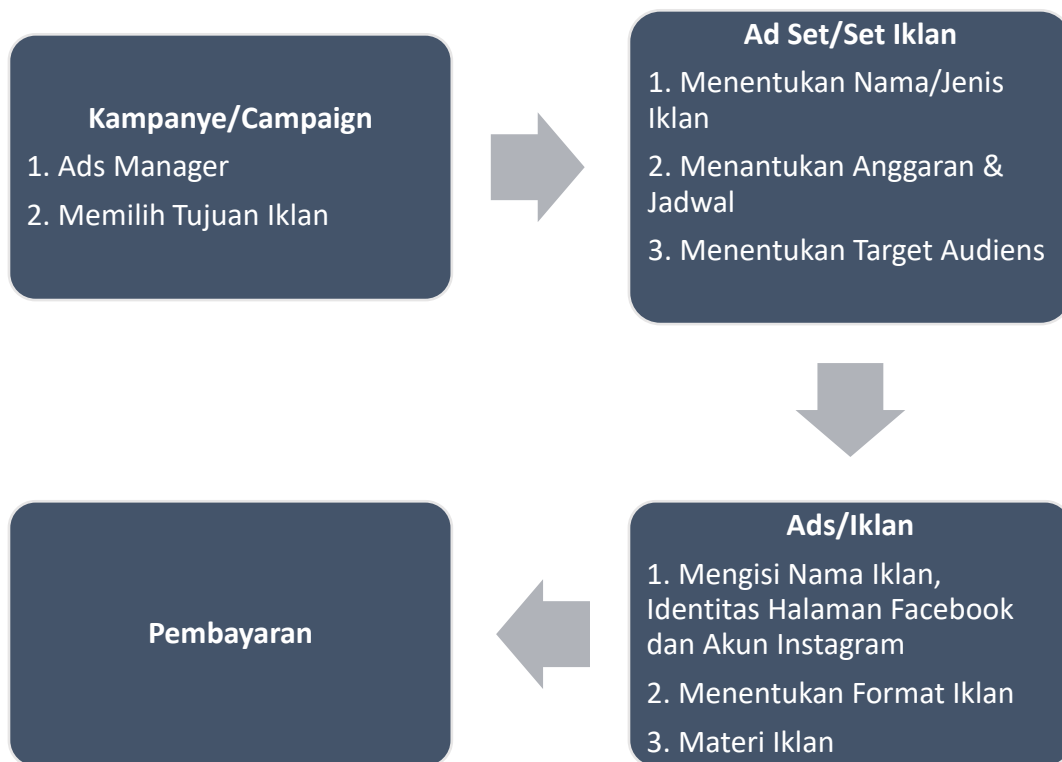 Kampanye/Campaign
1. Ads Manager
2. Memilih Tujuan Iklan
Ad Set/Set Iklan
1. Menentukan Nama/Jenis
Iklan
2. Menantukan Anggaran &
Jadwal
3. Menentukan Target Audiens
Ads/Iklan
1. Mengisi Nama Iklan,
Identitas Halaman Facebook
dan Akun Instagram
2. Menentukan Format Iklan
3. Materi Iklan
Pembayaran